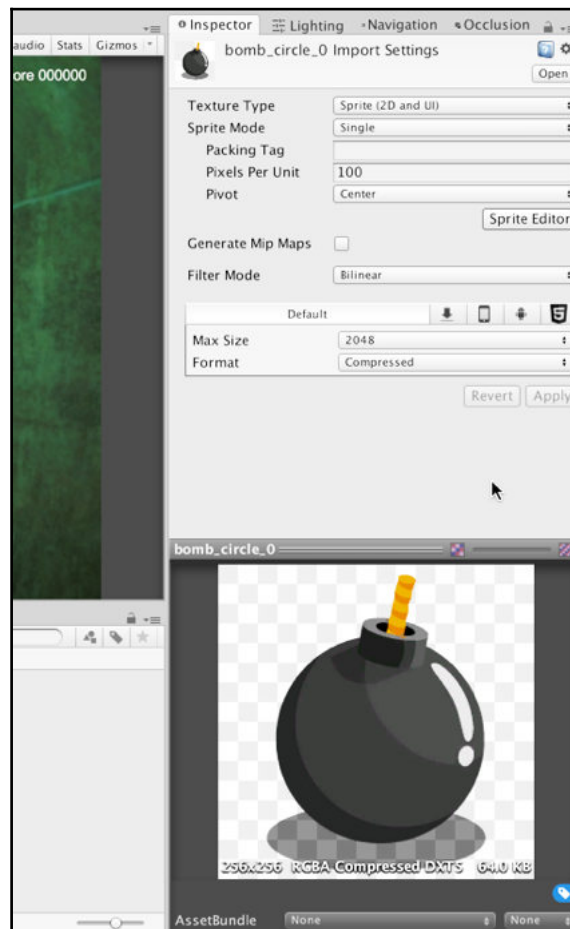 Inspector Lighting Navigation Occlusion
audio Stats Gizmos
bomb_circle_0 Import Settings
Open
ore 000000
Texture Type Sprite (2D and UI)
Sprite Mode Single
Packing Tag
Pixels Per Unit 100
Pivot Center
Sprite Editor
Generate Mip Maps
Filter Mode Bilinear
Default
Max Size 2048
Format Compressed
Revert Apply
bomb_circle_0
256x256 RGBA Compressed DXT5 64.0 KB
AssetBundle None None